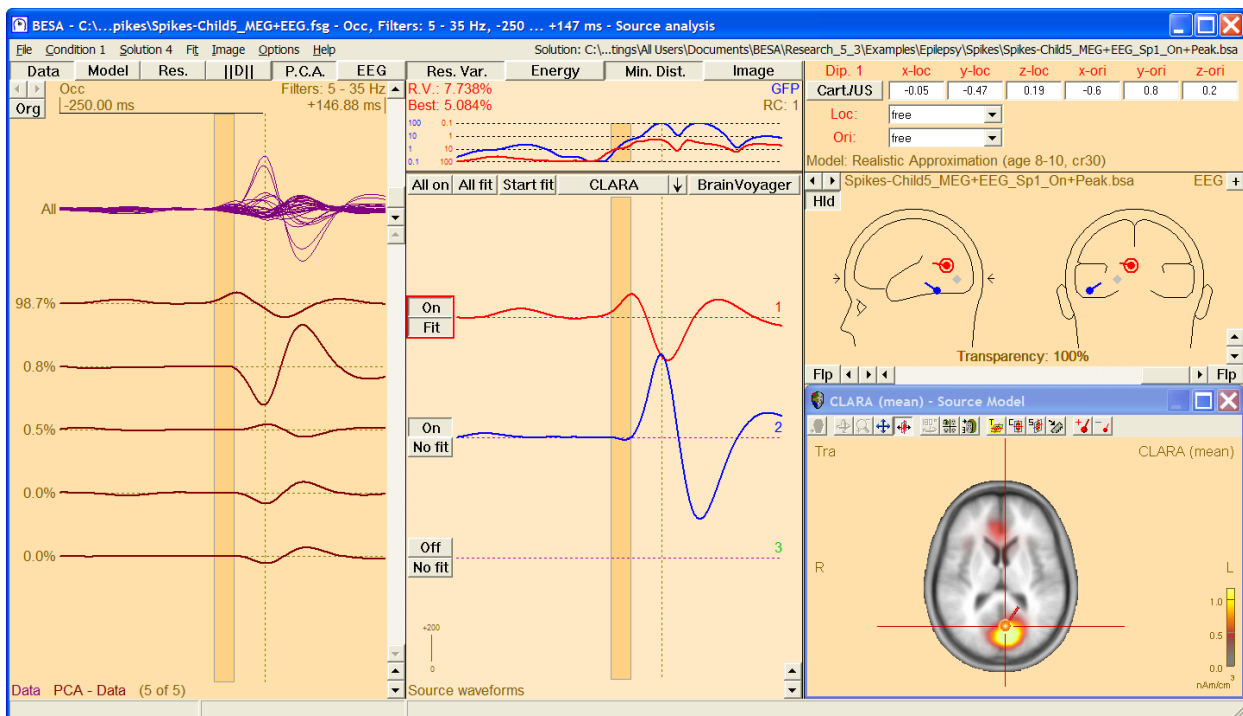 BESA - C:\...pikes\Spikes-Child5_MEG+EEG.fsg - Occ, Filters: 5 - 35 Hz, -250 ... +147 ms - Source analysis
File Condition 1 Solution 4 Fit Image Options Help Solution: C:\...tings\All Users\Documents\BESA\Research_5_3\Examples\Epilepsy\Spikes\Spikes-Child5_MEG+EEG_Sp1_On+Peak.bsa
Data Model Res. ||D|| P.C.A. EEG
Org
Occ Filters: 5 - 35 Hz
-250.00 ms +146.88 ms
All
98.7%
0.8%
0.5%
0.0%
0.0%
Data PCA - Data (5 of 5)
Res. Var. Energy Min. Dist. Image
R.V.: 7.738% GFP
Best: 5.084% RC: 1
100 0.1
10 1
1 10
0.1 100
All on All fit Start fit CLARA BrainVoyager
On 1
Fit
On 2
No fit
Off 3
No fit
+200
0
Source waveforms
Dip. 1 x-loc y-loc z-loc x-ori y-ori z-ori
Cart./US -0.05 -0.47 0.19 -0.6 0.8 0.2
Loc: free
Ori: free
Model: Realistic Approximation (age 8-10, cr30)
Spikes-Child5_MEG+EEG_Sp1_On+Peak.bsa EEG +
Hld
Transparency: 100%
Flp Flp
CLARA (mean) - Source Model
Tra CLARA (mean)
R L
1.0
0.5
0.0
nAm/cm³